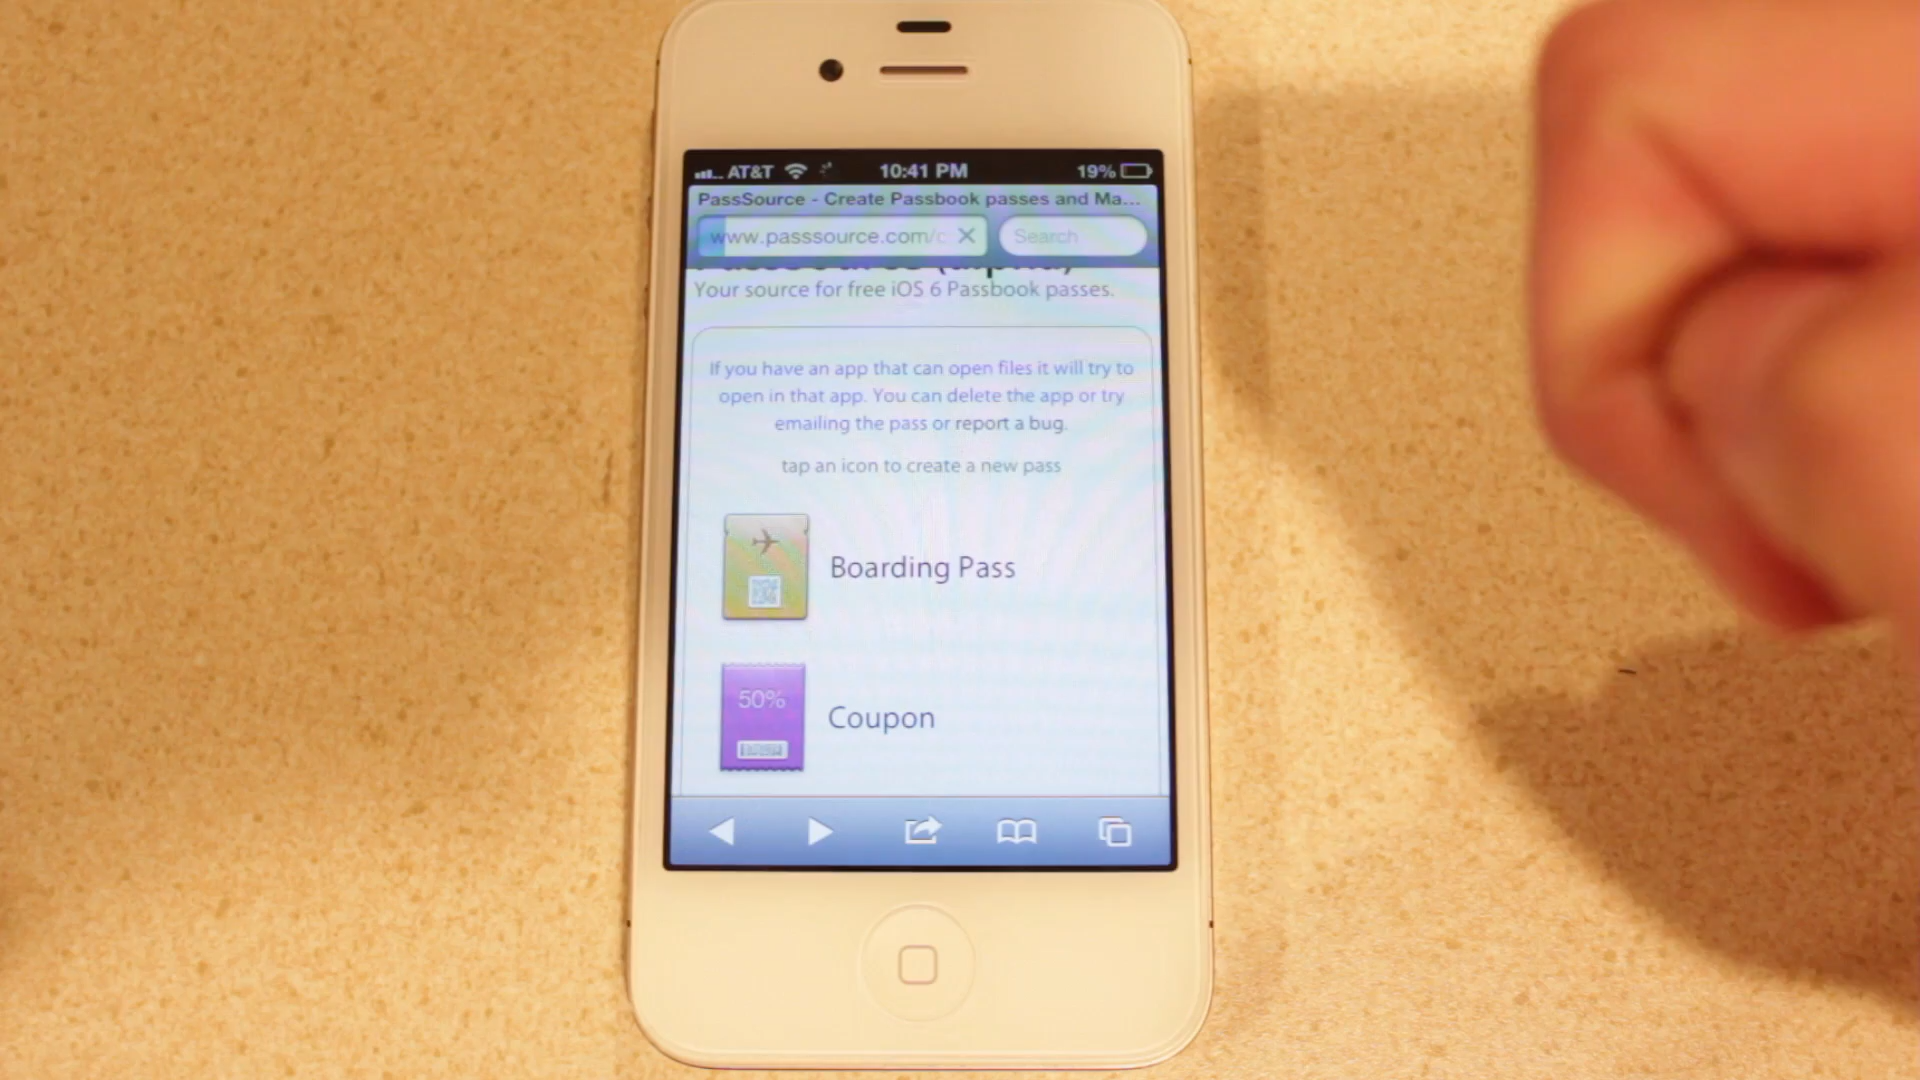 AT&T 10:41 PM 19%
PassSource - Create Passbook passes and Ma...
www.passsource.com/c Search
Your source for free iOS 6 Passbook passes.
If you have an app that can open files it will try to
open in that app. You can delete the app or try
emailing the pass or report a bug.
tap an icon to create a new pass
Boarding Pass
50%
Coupon